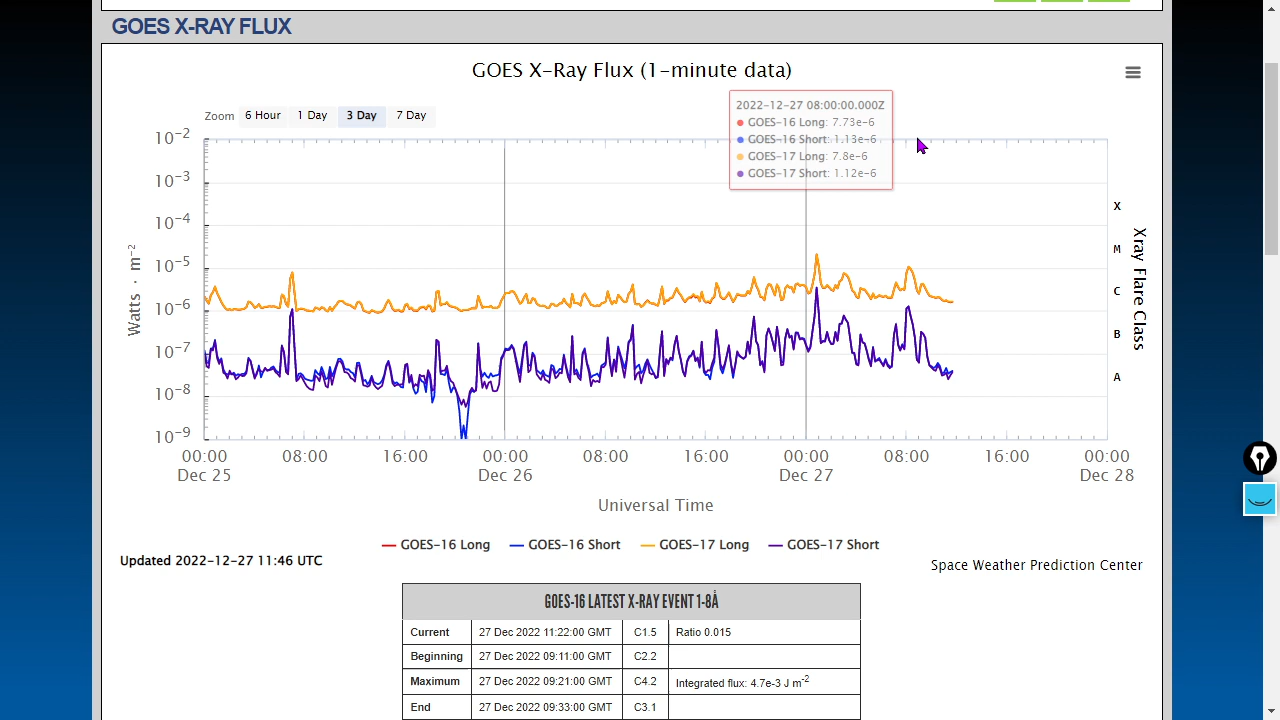 GOES X-RAY FLUX
GOES X-Ray Flux (1-minute data)
Zoom 6 Hour 1 Day 3 Day 7 Day
2022-12-27 08:00:00.000Z
GOES-16 Long: 7.73e-6
GOES-16 Short: 1.13e-6
GOES-17 Long: 7.8e-6
GOES-17 Short: 1.12e-6
10⁻²
10⁻³
10⁻⁴
10⁻⁵
10⁻⁶
10⁻⁷
10⁻⁸
10⁻⁹
Watts · m⁻²
X
M
C
B
A
Xray Flare Class
00:00 08:00 16:00 00:00 08:00 16:00 00:00 08:00 16:00 00:00
Dec 25 Dec 26 Dec 27 Dec 28
Universal Time
GOES-16 Long GOES-16 Short GOES-17 Long GOES-17 Short
Updated 2022-12-27 11:46 UTC
Space Weather Prediction Center
GOES-16 LATEST X-RAY EVENT 1-8Å
Current 27 Dec 2022 11:22:00 GMT C1.5 Ratio 0.015
Beginning 27 Dec 2022 09:11:00 GMT C2.2
Maximum 27 Dec 2022 09:21:00 GMT C4.2 Integrated flux: 4.7e-3 J m⁻²
End 27 Dec 2022 09:33:00 GMT C3.1